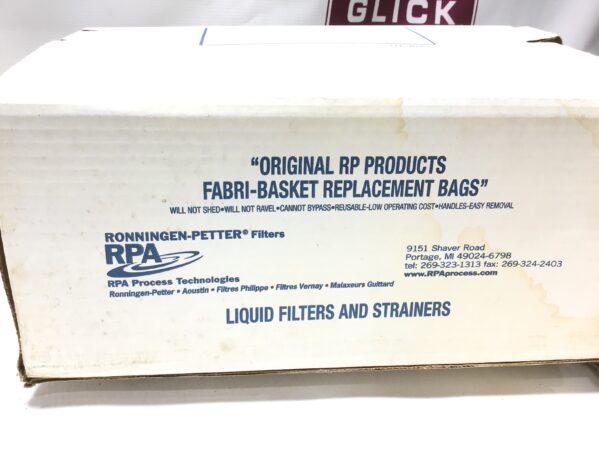 GLICK
"ORIGINAL RP PRODUCTS
FABRI-BASKET REPLACEMENT BAGS"
WILL NOT SHED•WILL NOT RAVEL•CANNOT BYPASS•REUSABLE-LOW OPERATING COST•HANDLES-EASY REMOVAL
RONNINGEN-PETTER® Filters
RPA
RPA Process Technologies
Ronningen-Petter • Aoustin • Filtres Philippe • Filtres Vernay • Malaxeurs Guittard
9151 Shaver Road
Portage, MI 49024-6798
tel: 269-323-1313 fax: 269-324-2403
www.RPAprocess.com
LIQUID FILTERS AND STRAINERS